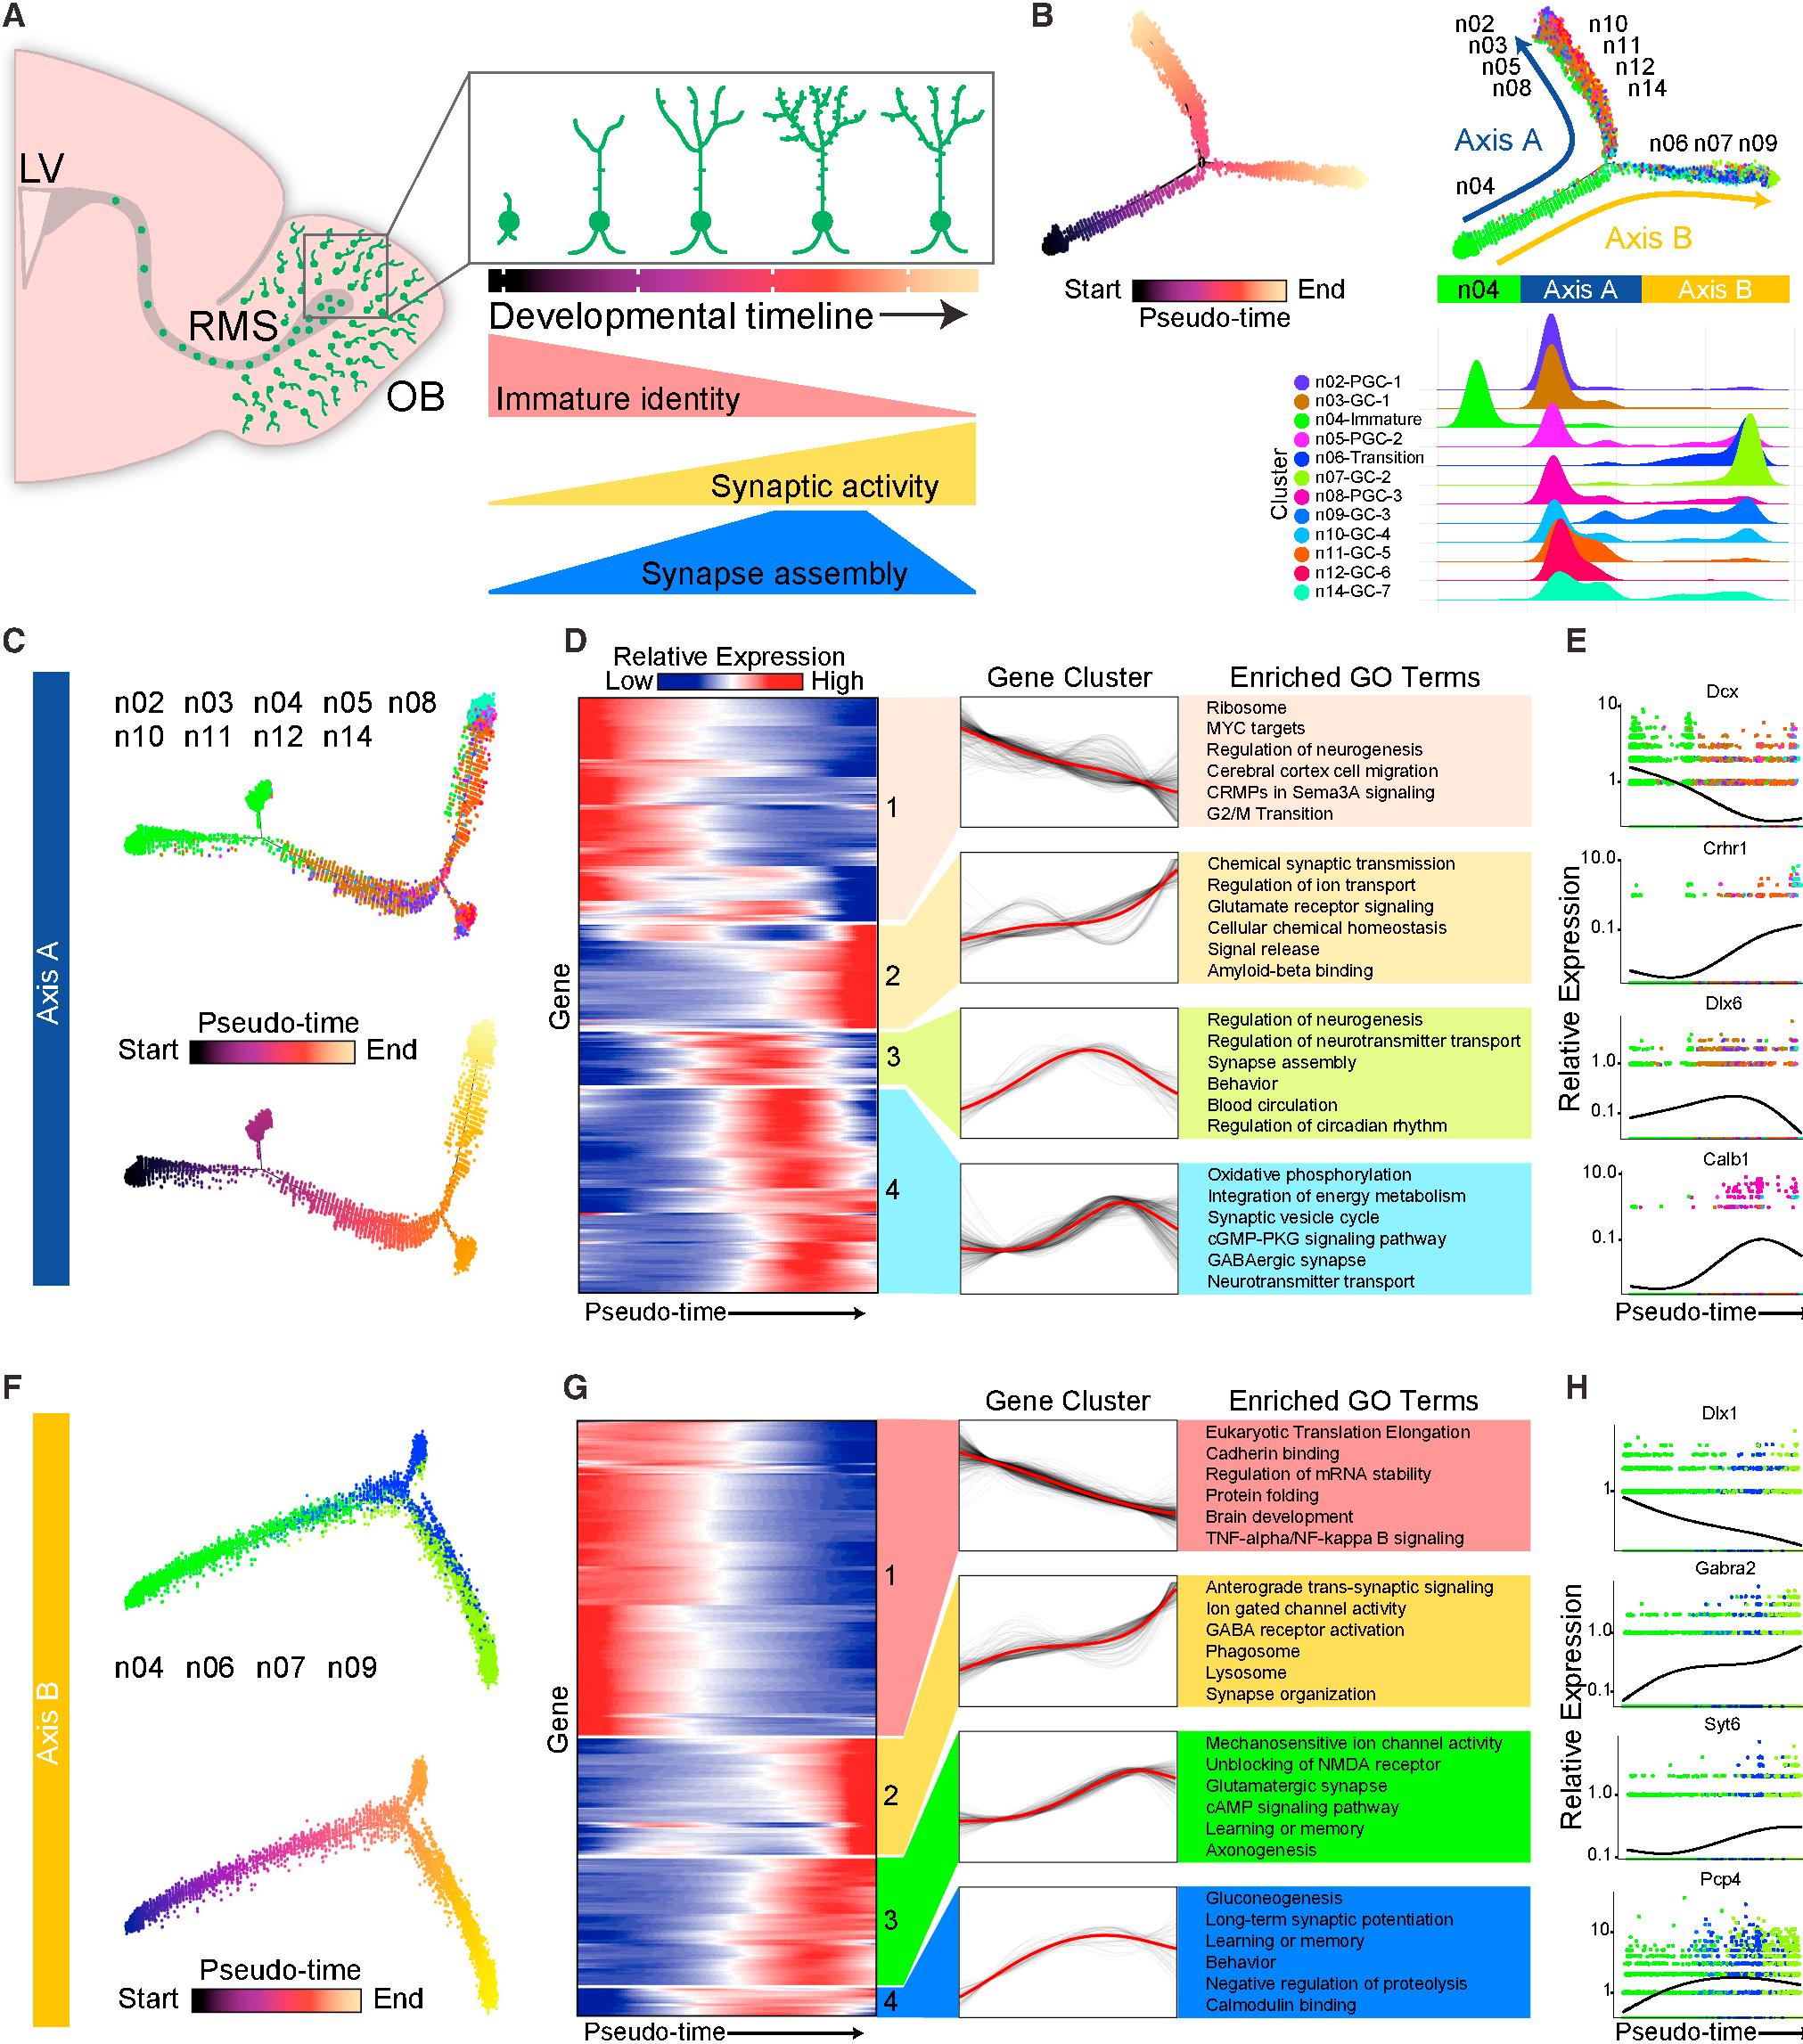 A
LV
RMS
OB
Developmental timeline
Immature identity
Synaptic activity
Synapse assembly
B
Start
End
Pseudo-time
n02
n03
n05
n08
n10
n11
n12
n14
Axis A
n04
n06 n07 n09
Axis B
n04
Axis A
Axis B
Cluster
n02-PGC-1
n03-GC-1
n04-Immature
n05-PGC-2
n06-Transition
n07-GC-2
n08-PGC-3
n09-GC-3
n10-GC-4
n11-GC-5
n12-GC-6
n14-GC-7
C
Axis A
n02 n03 n04 n05 n08
n10 n11 n12 n14
Pseudo-time
Start
End
D
Relative Expression
Low
High
Gene
1
2
3
4
Pseudo-time
Gene Cluster
Enriched GO Terms
Ribosome
MYC targets
Regulation of neurogenesis
Cerebral cortex cell migration
CRMPs in Sema3A signaling
G2/M Transition
Chemical synaptic transmission
Regulation of ion transport
Glutamate receptor signaling
Cellular chemical homeostasis
Signal release
Amyloid-beta binding
Regulation of neurogenesis
Regulation of neurotransmitter transport
Synapse assembly
Behavior
Blood circulation
Regulation of circadian rhythm
Oxidative phosphorylation
Integration of energy metabolism
Synaptic vesicle cycle
cGMP-PKG signaling pathway
GABAergic synapse
Neurotransmitter transport
E
Relative Expression
Dcx
10
1
Crhr1
10.0
0.1
Dlx6
1.0
0.1
Calb1
10.0
0.1
Pseudo-time
F
Axis B
n04 n06 n07 n09
Pseudo-time
Start
End
G
Gene
1
2
3
4
Pseudo-time
Gene Cluster
Enriched GO Terms
Eukaryotic Translation Elongation
Cadherin binding
Regulation of mRNA stability
Protein folding
Brain development
TNF-alpha/NF-kappa B signaling
Anterograde trans-synaptic signaling
Ion gated channel activity
GABA receptor activation
Phagosome
Lysosome
Synapse organization
Mechanosensitive ion channel activity
Unblocking of NMDA receptor
Glutamatergic synapse
cAMP signaling pathway
Learning or memory
Axonogenesis
Gluconeogenesis
Long-term synaptic potentiation
Learning or memory
Behavior
Negative regulation of proteolysis
Calmodulin binding
H
Relative Expression
Dlx1
1
Gabra2
1.0
0.1
Syt6
1.0
0.1
Pcp4
10
1
Pseudo-time